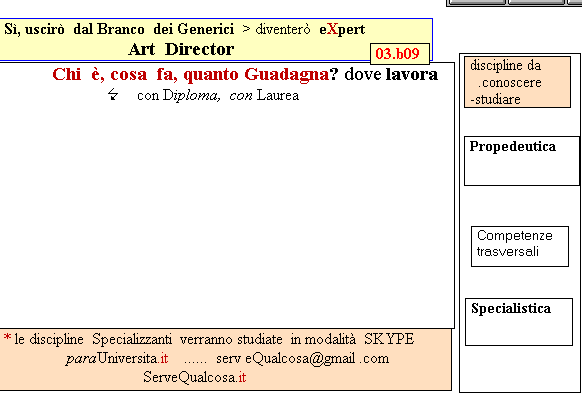 Sì, uscirò dal Branco dei Generici > diventerò eXpert
Art Director
03.b09
Chi è, cosa fa, quanto Guadagna? dove lavora
con Diploma, con Laurea
* le discipline Specializzanti verranno studiate in modalità SKYPE
paraUniversita.it ...... serv eQualcosa@gmail .com
ServeQualcosa.it
discipline da
.conoscere
-studiare
Propedeutica
Competenze
trasversali
Specialistica